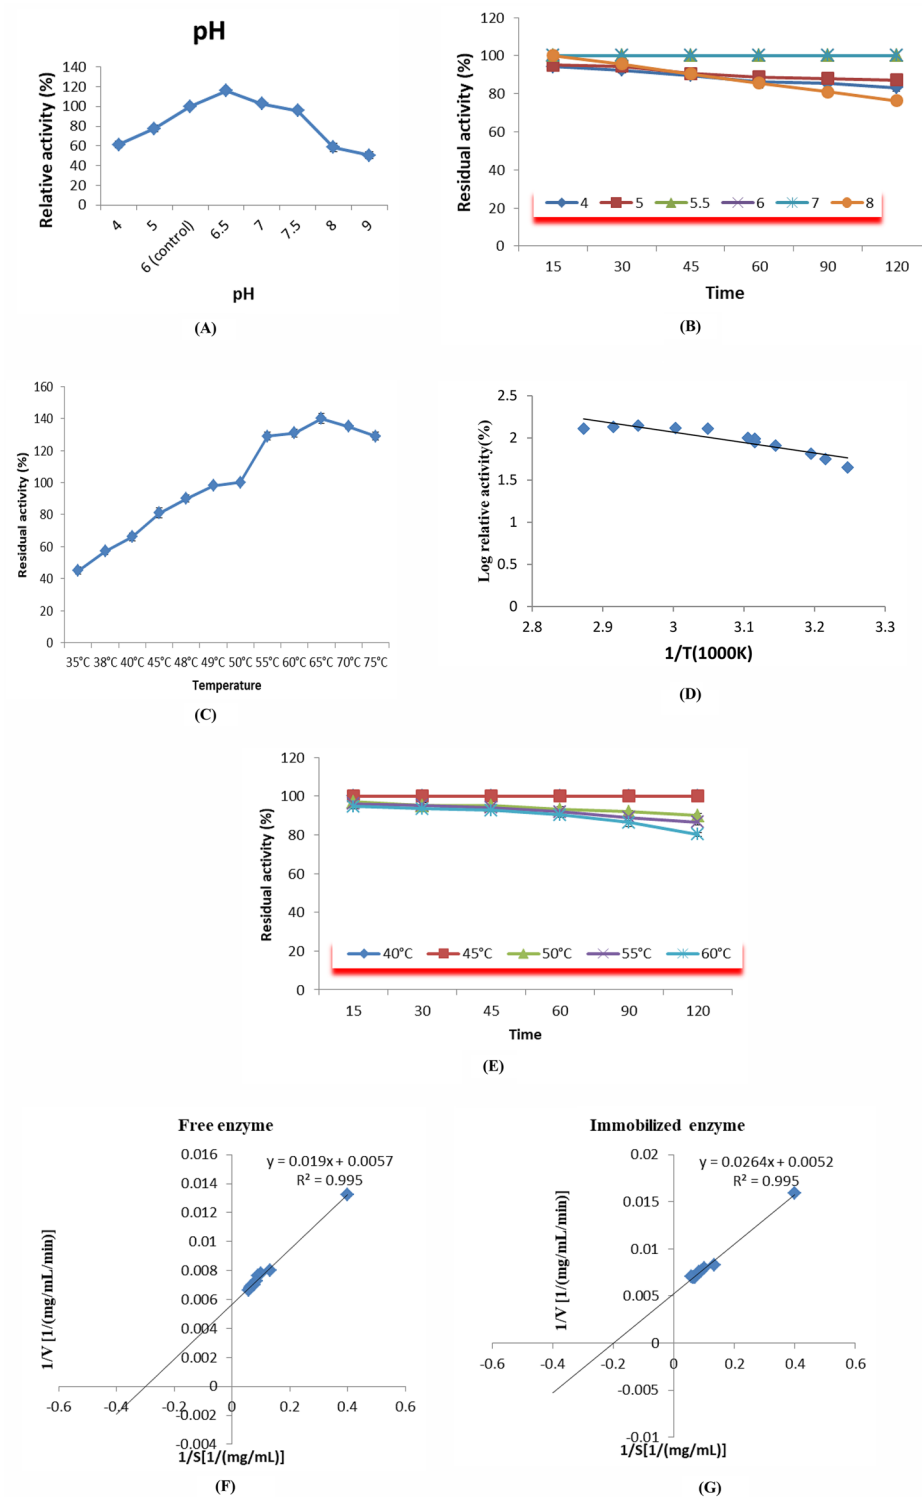 pH
Relative activity (%)
140
120
100
80
60
40
20
0
4
5
6 (control)
6.5
7
7.5
8
9
pH
(A)
Residual activity (%)
120
100
80
60
40
20
0
4 5 5.5 6 7 8
15 30 45 60 90 120
Time
(B)
Residual activity (%)
160
140
120
100
80
60
40
20
0
35°C 38°C 40°C 45°C 48°C 49°C 50°C 55°C 60°C 65°C 70°C 75°C
Temperature
(C)
Log relative activity(%)
2.5
2
1.5
1
0.5
0
2.8 2.9 3 3.1 3.2 3.3
1/T(1000K)
(D)
Residual activity (%)
120
100
80
60
40
20
0
40°C 45°C 50°C 55°C 60°C
15 30 45 60 90 120
Time
(E)
Free enzyme
1/V [1/(mg/mL/min)]
0.016
0.014
0.012
0.01
0.008
0.006
0.004
0.002
0
-0.002
-0.004
y = 0.019x + 0.0057
R² = 0.995
-0.6 -0.4 -0.2 0 0.2 0.4 0.6
1/S[1/(mg/mL)]
(F)
Immobilized enzyme
1/V [1/(mg/mL/min)]
0.02
0.015
0.01
0.005
0
-0.005
-0.01
y = 0.0264x + 0.0052
R² = 0.995
-0.6 -0.4 -0.2 0 0.2 0.4 0.6
1/S[1/(mg/mL)]
(G)